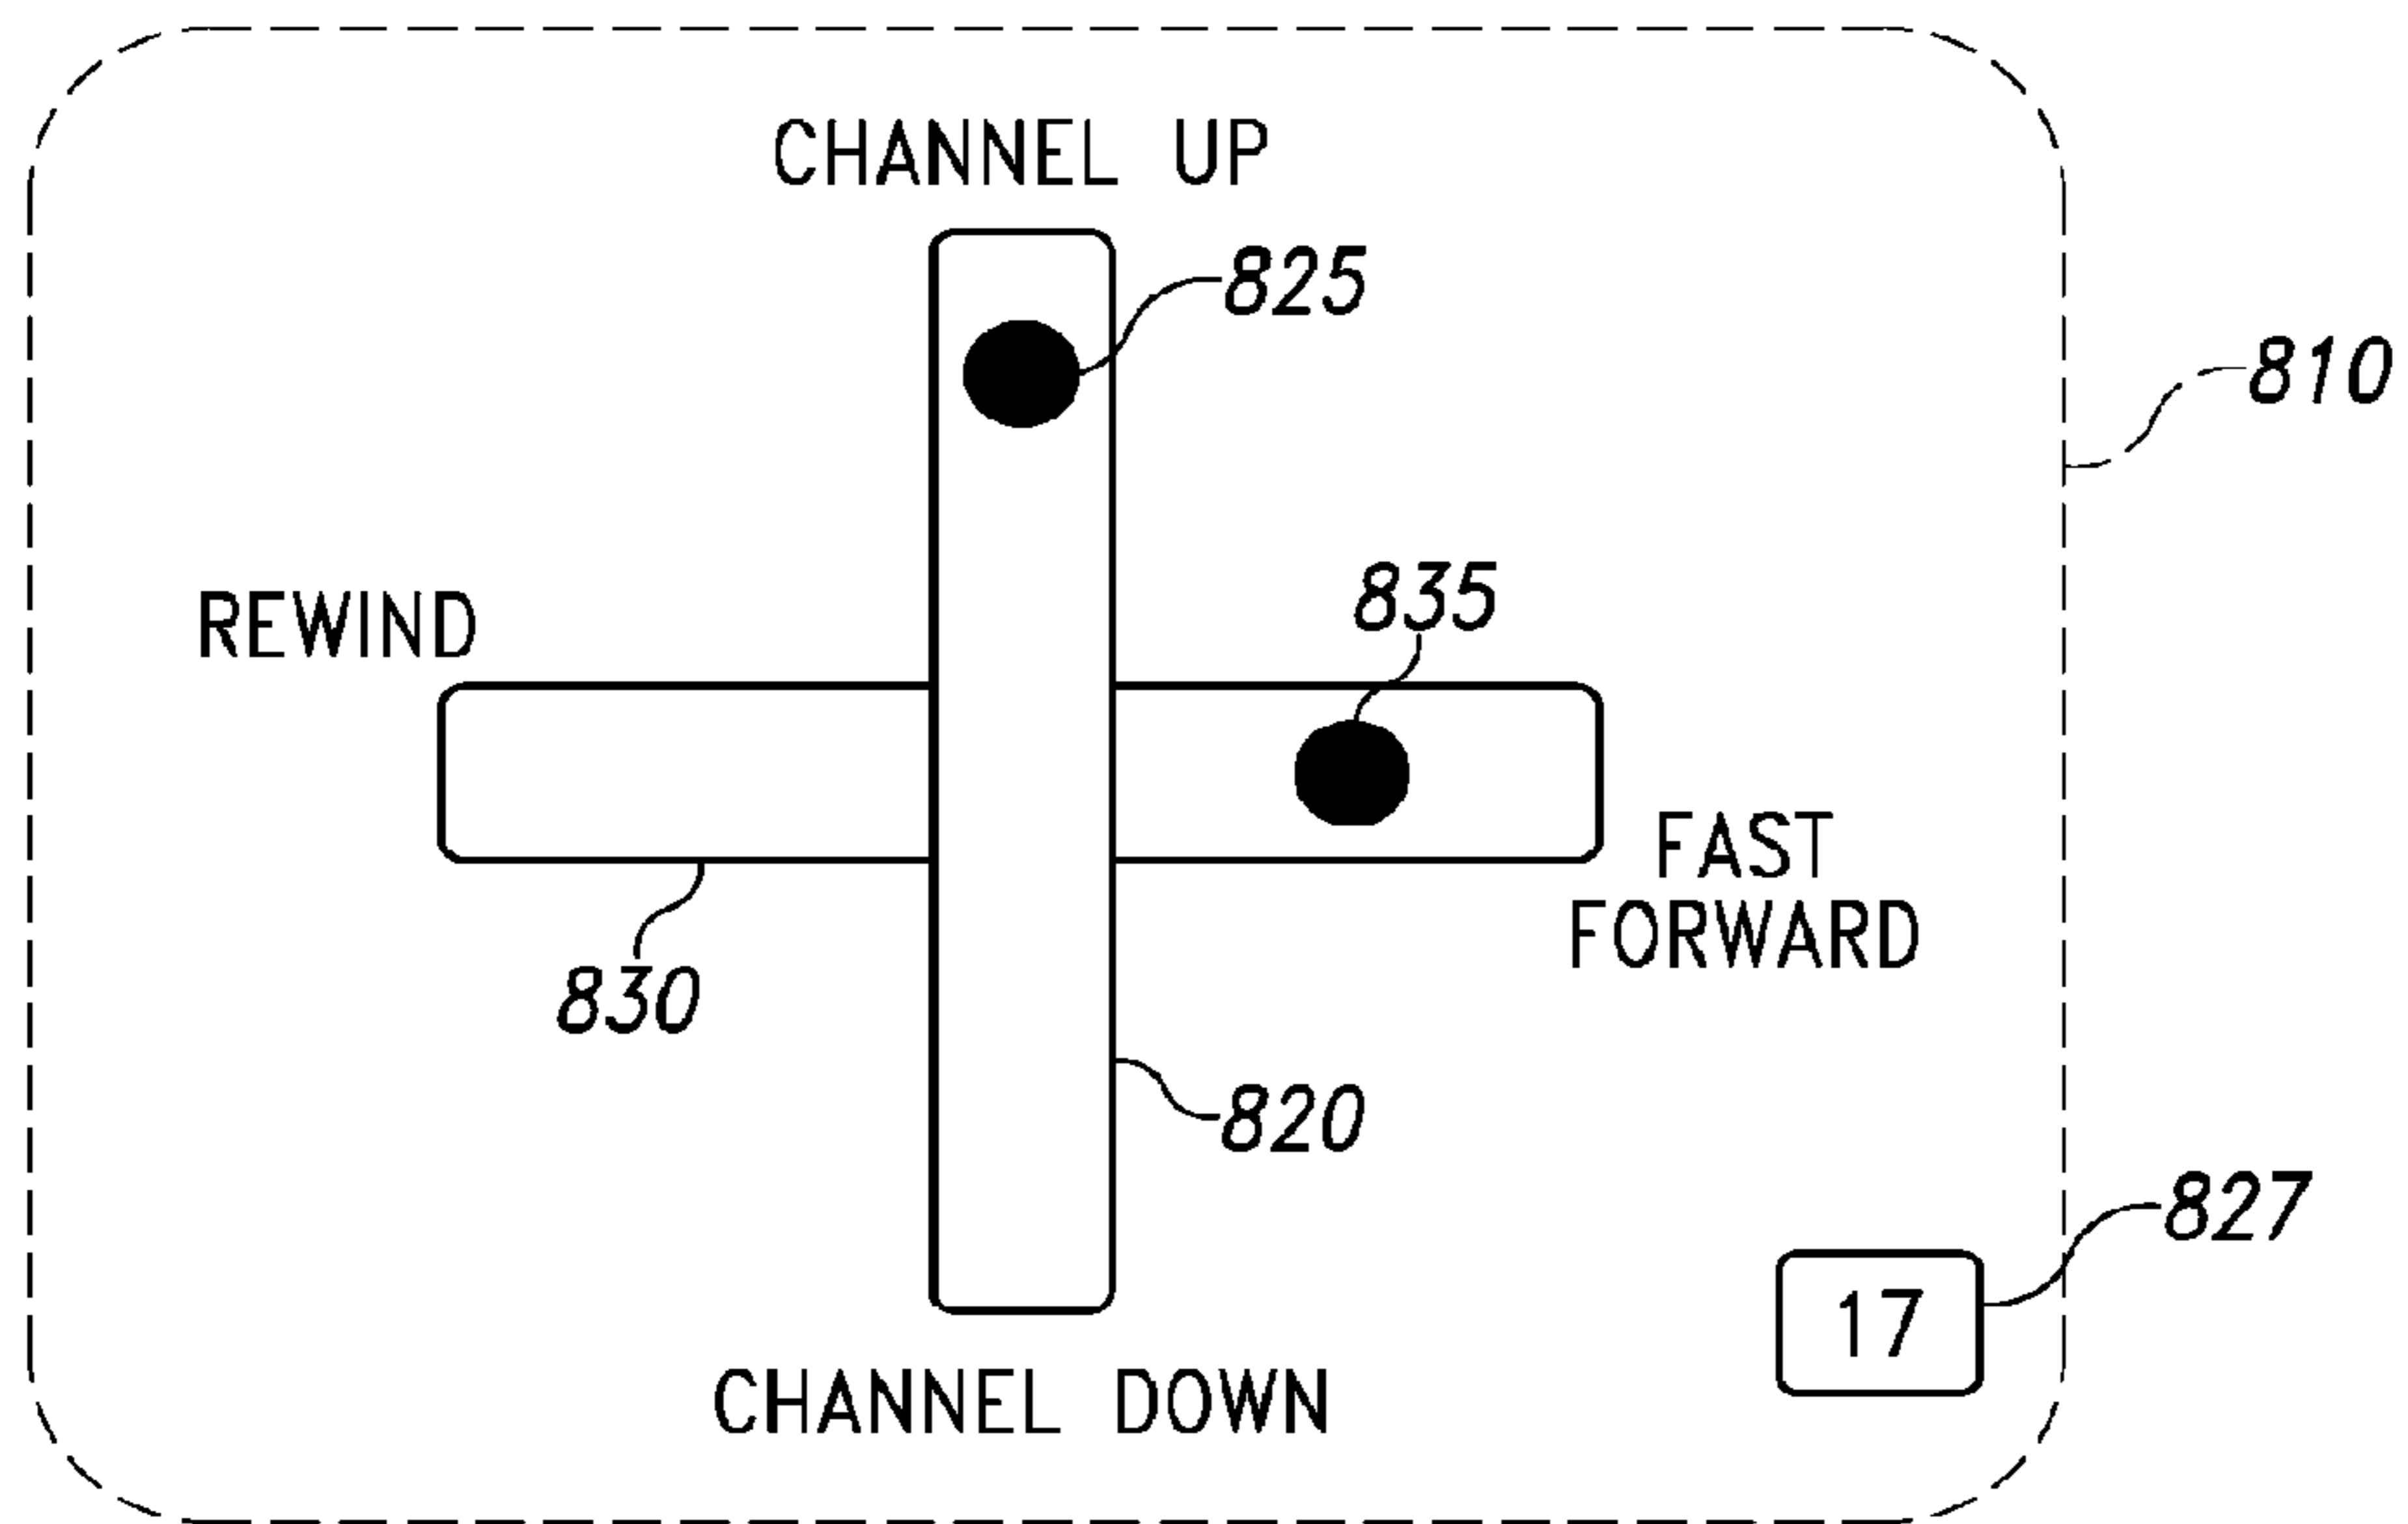 CHANNEL UP
825
810
835
REWIND
FAST
FORWARD
830
820
827
17
CHANNEL DOWN